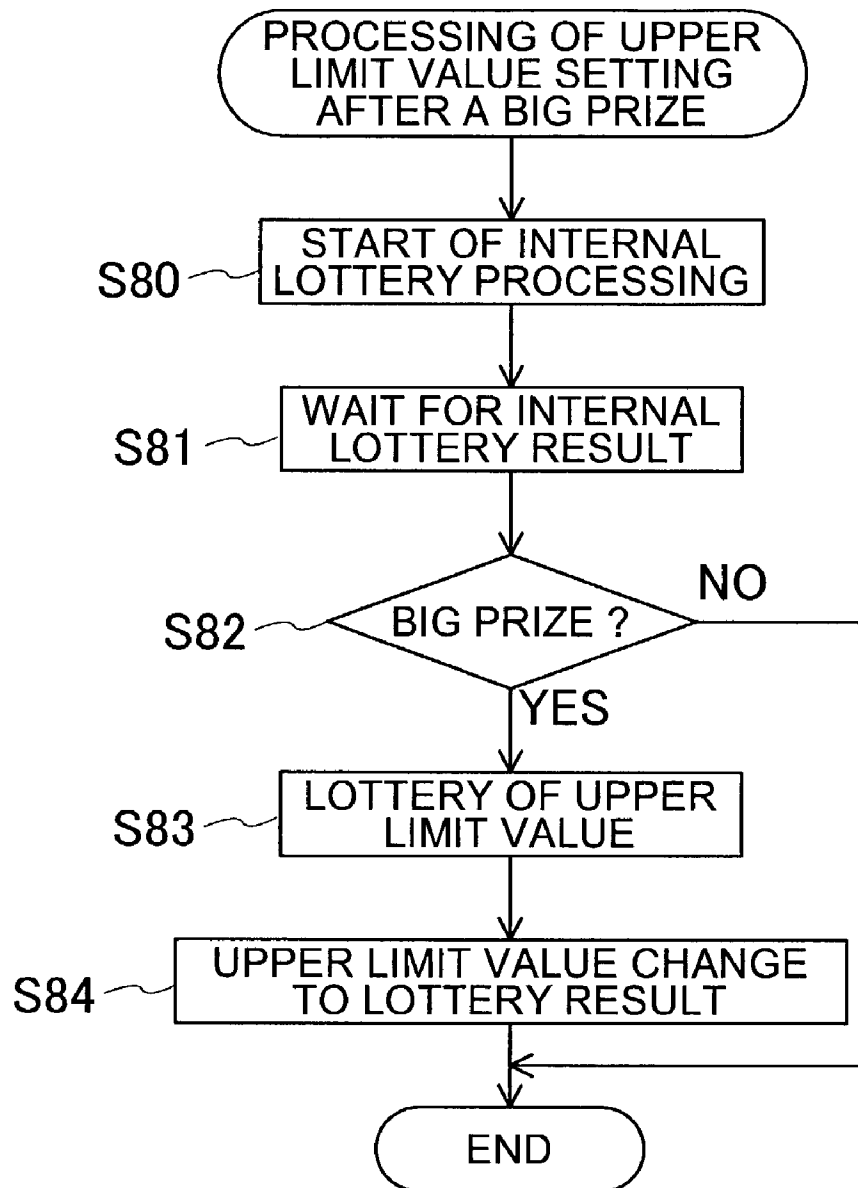 PROCESSING OF UPPER
LIMIT VALUE SETTING
AFTER A BIG PRIZE
START OF INTERNAL
LOTTERY PROCESSING
S80
WAIT FOR INTERNAL
LOTTERY RESULT
S81
BIG PRIZE ?
S82
NO
YES
LOTTERY OF UPPER
LIMIT VALUE
S83
UPPER LIMIT VALUE CHANGE
TO LOTTERY RESULT
S84
END